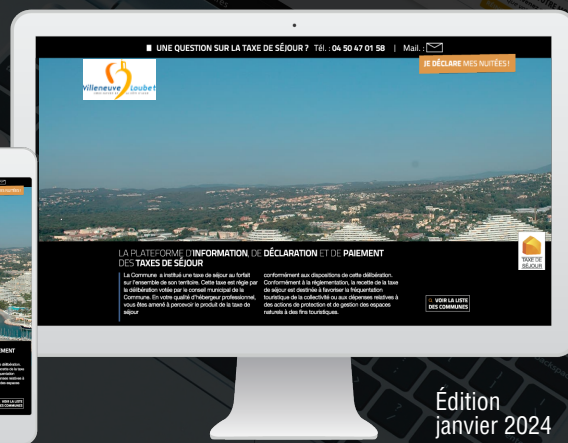 UNE QUESTION SUR LA TAXE DE SÉJOUR ? Tél. : 04 50 47 01 58 | Mail. :
JE DÉCLARE MES NUITÉES !
Villeneuve Loubet
LA PLATEFORME D'INFORMATION, DE DÉCLARATION ET DE PAIEMENT
DES TAXES DE SÉJOUR
La Commune a institué une taxe de séjour au forfait
sur l'ensemble de son territoire. Cette taxe est régie par
la délibération votée par le conseil municipal de la
Commune. En votre qualité d'hébergeur professionnel,
vous êtes amené à percevoir le produit de la taxe de
séjour
conformément aux dispositions de cette délibération.
Conformément à la règlementation, la recette de la taxe
de séjour est destinée à favoriser la fréquentation
touristique de la collectivité ou aux dépenses relatives à
des actions de protection et de gestion des espaces
naturels à des fins touristiques.
TAXE DE
SÉJOUR
VOIR LA LISTE
DES COMMUNES
Édition
janvier 2024